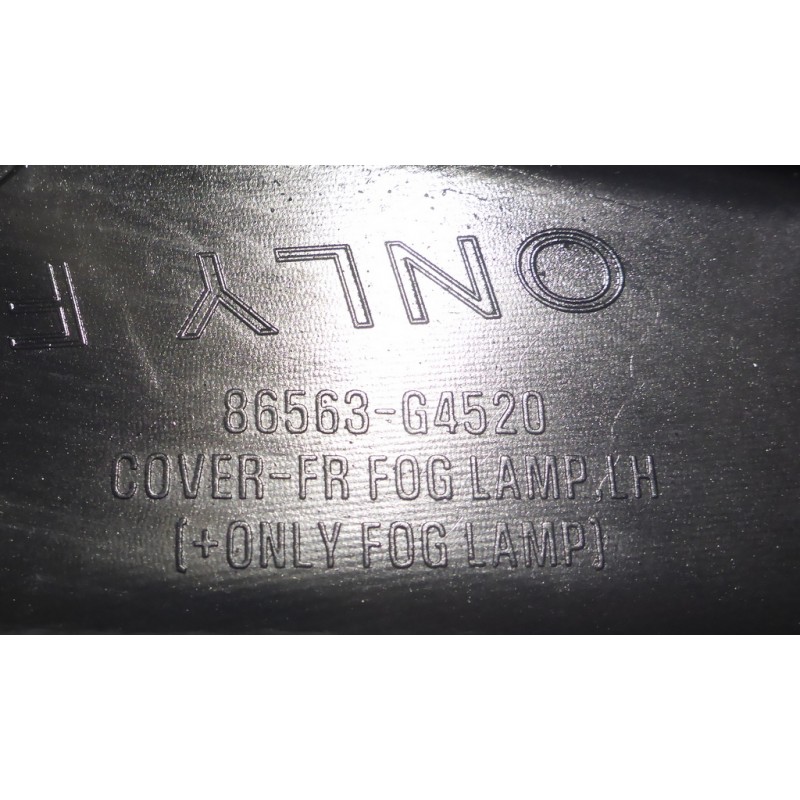 ONLY F
86563-G4520
COVER-FR FOG LAMP,LH
(+ONLY FOG LAMP)